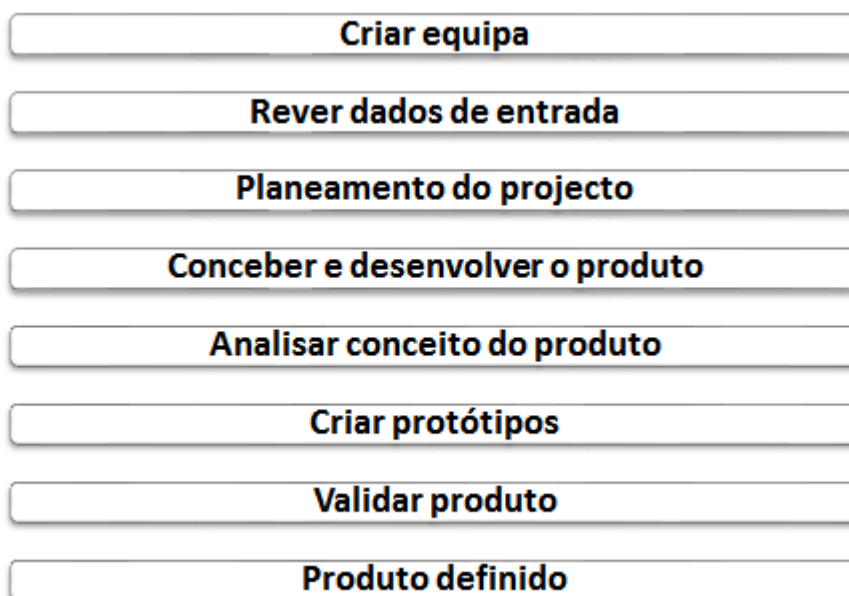 Criar equipa
Rever dados de entrada
Planeamento do projecto
Conceber e desenvolver o produto
Analisar conceito do produto
Criar protótipos
Validar produto
Produto definido